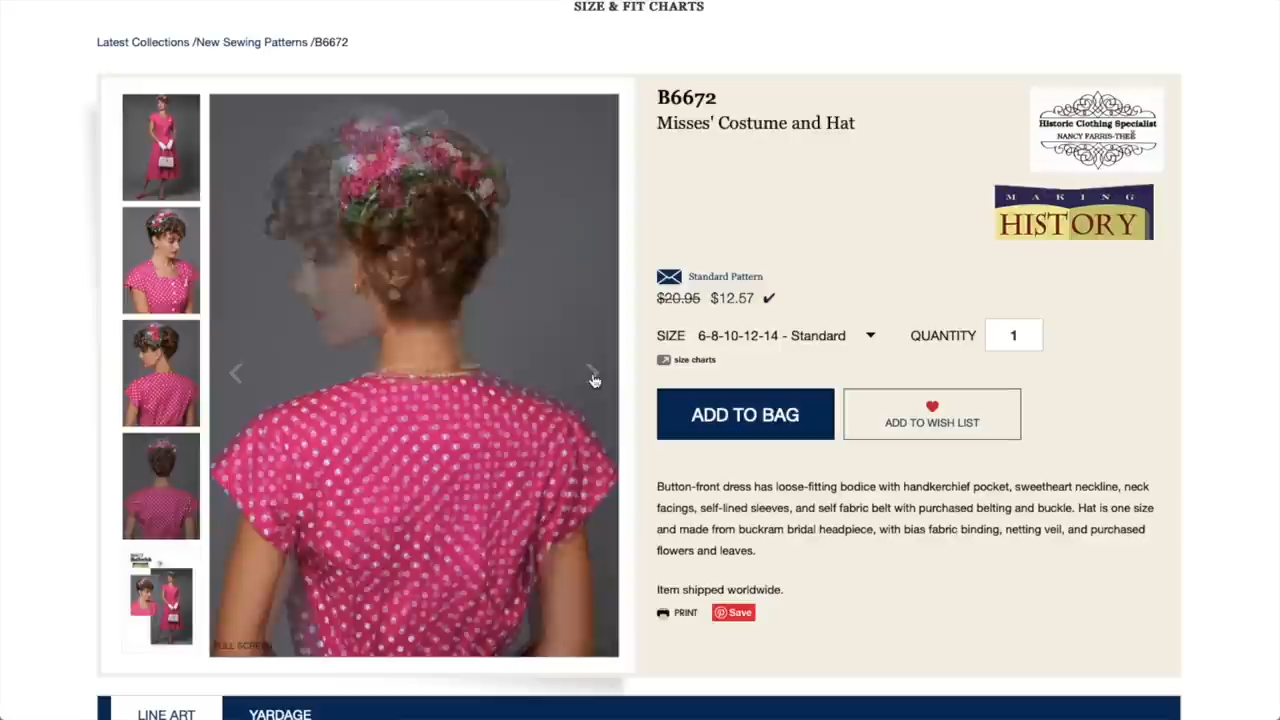 SIZE & FIT CHARTS
Latest Collections /New Sewing Patterns /B6672
B6672
Misses' Costume and Hat
Historic Clothing Specialist
NANCY FARRIS-THEÉ
MAKING
HISTORY
Standard Pattern
$20.95 $12.57 ✔
SIZE 6-8-10-12-14 - Standard QUANTITY 1
size charts
ADD TO BAG
ADD TO WISH LIST
Button-front dress has loose-fitting bodice with handkerchief pocket, sweetheart neckline, neck
facings, self-lined sleeves, and self fabric belt with purchased belting and buckle. Hat is one size
and made from buckram bridal headpiece, with bias fabric binding, netting veil, and purchased
flowers and leaves.
Item shipped worldwide.
PRINT Save
FULL SCREEN
LINE ART YARDAGE